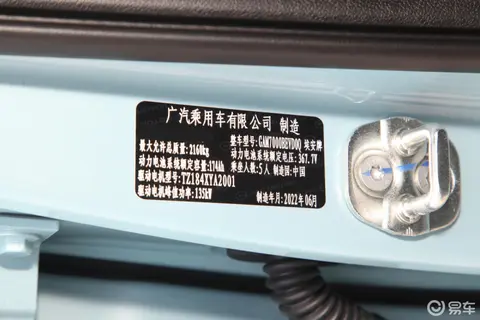 广汽乘用车有限公司 制造
整车型号:GAM7000BEVD0Q 埃安牌
最大允许总质量:2160kg
动力电池系统额定电压:367.7V
动力电池系统额定容量:174Ah
乘坐人数:5人 制造国:中国
驱动电机型号:TZ184XYA2001
驱动电机峰值功率:135kW
制造年月:2022年06月
易车